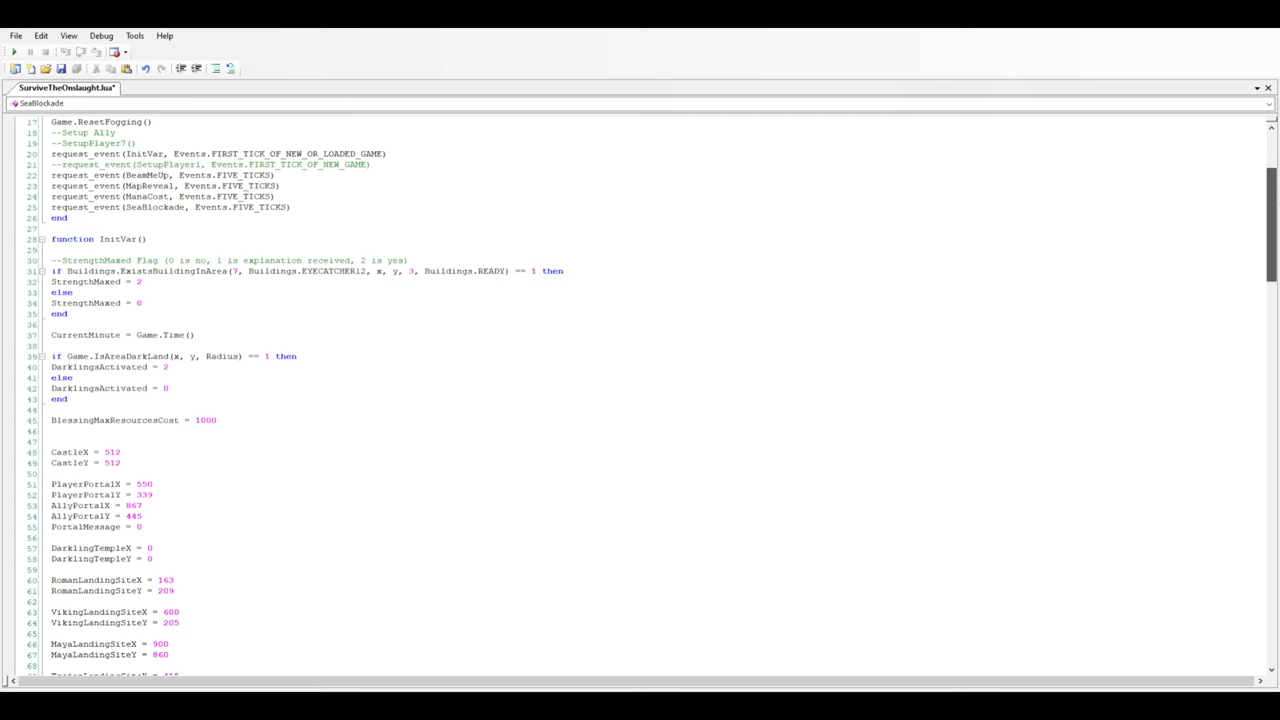 File Edit View Debug Tools Help
SurviveTheOnslaught.lua*
SeaBlockade
17 Game.ResetFogging()
18 --Setup Ally
19 --SetupPlayer7()
20 request_event(InitVar, Events.FIRST_TICK_OF_NEW_OR_LOADED_GAME)
21 --request_event(SetupPlayer1, Events.FIRST_TICK_OF_NEW_GAME)
22 request_event(BeamMeUp, Events.FIVE_TICKS)
23 request_event(MapReveal, Events.FIVE_TICKS)
24 request_event(ManaCost, Events.FIVE_TICKS)
25 request_event(SeaBlockade, Events.FIVE_TICKS)
26 end
27
28 function InitVar()
29
30 --StrengthMaxed Flag (0 is no, 1 is explanation received, 2 is yes)
31 if Buildings.ExistsBuildingInArea(7, Buildings.EYECATCHER12, x, y, 3, Buildings.READY) == 1 then
32 StrengthMaxed = 2
33 else
34 StrengthMaxed = 0
35 end
36
37 CurrentMinute = Game.Time()
38
39 if Game.IsAreaDarkLand(x, y, Radius) == 1 then
40 DarklingsActivated = 2
41 else
42 DarklingsActivated = 0
43 end
44
45 BlessingMaxResourcesCost = 1000
46
47
48 CastleX = 512
49 CastleY = 512
50
51 PlayerPortalX = 550
52 PlayerPortalY = 339
53 AllyPortalX = 867
54 AllyPortalY = 445
55 PortalMessage = 0
56
57 DarklingTempleX = 0
58 DarklingTempleY = 0
59
60 RomanLandingSiteX = 163
61 RomanLandingSiteY = 209
62
63 VikingLandingSiteX = 600
64 VikingLandingSiteY = 205
65
66 MayaLandingSiteX = 900
67 MayaLandingSiteY = 860
68